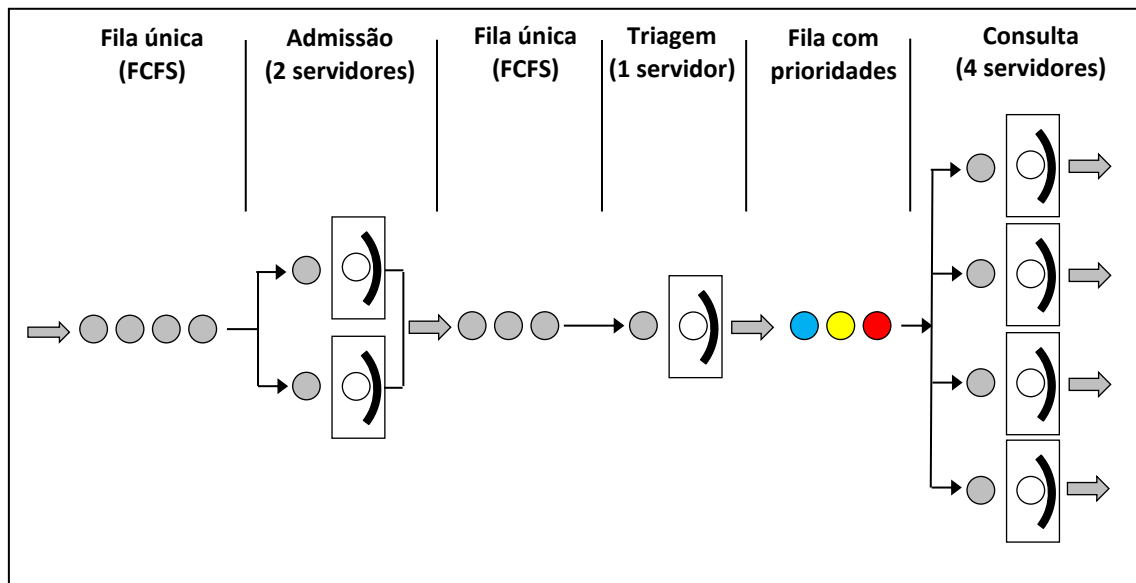 Fila única
(FCFS)
Admissão
(2 servidores)
Fila única
(FCFS)
Triagem
(1 servidor)
Fila com
prioridades
Consulta
(4 servidores)